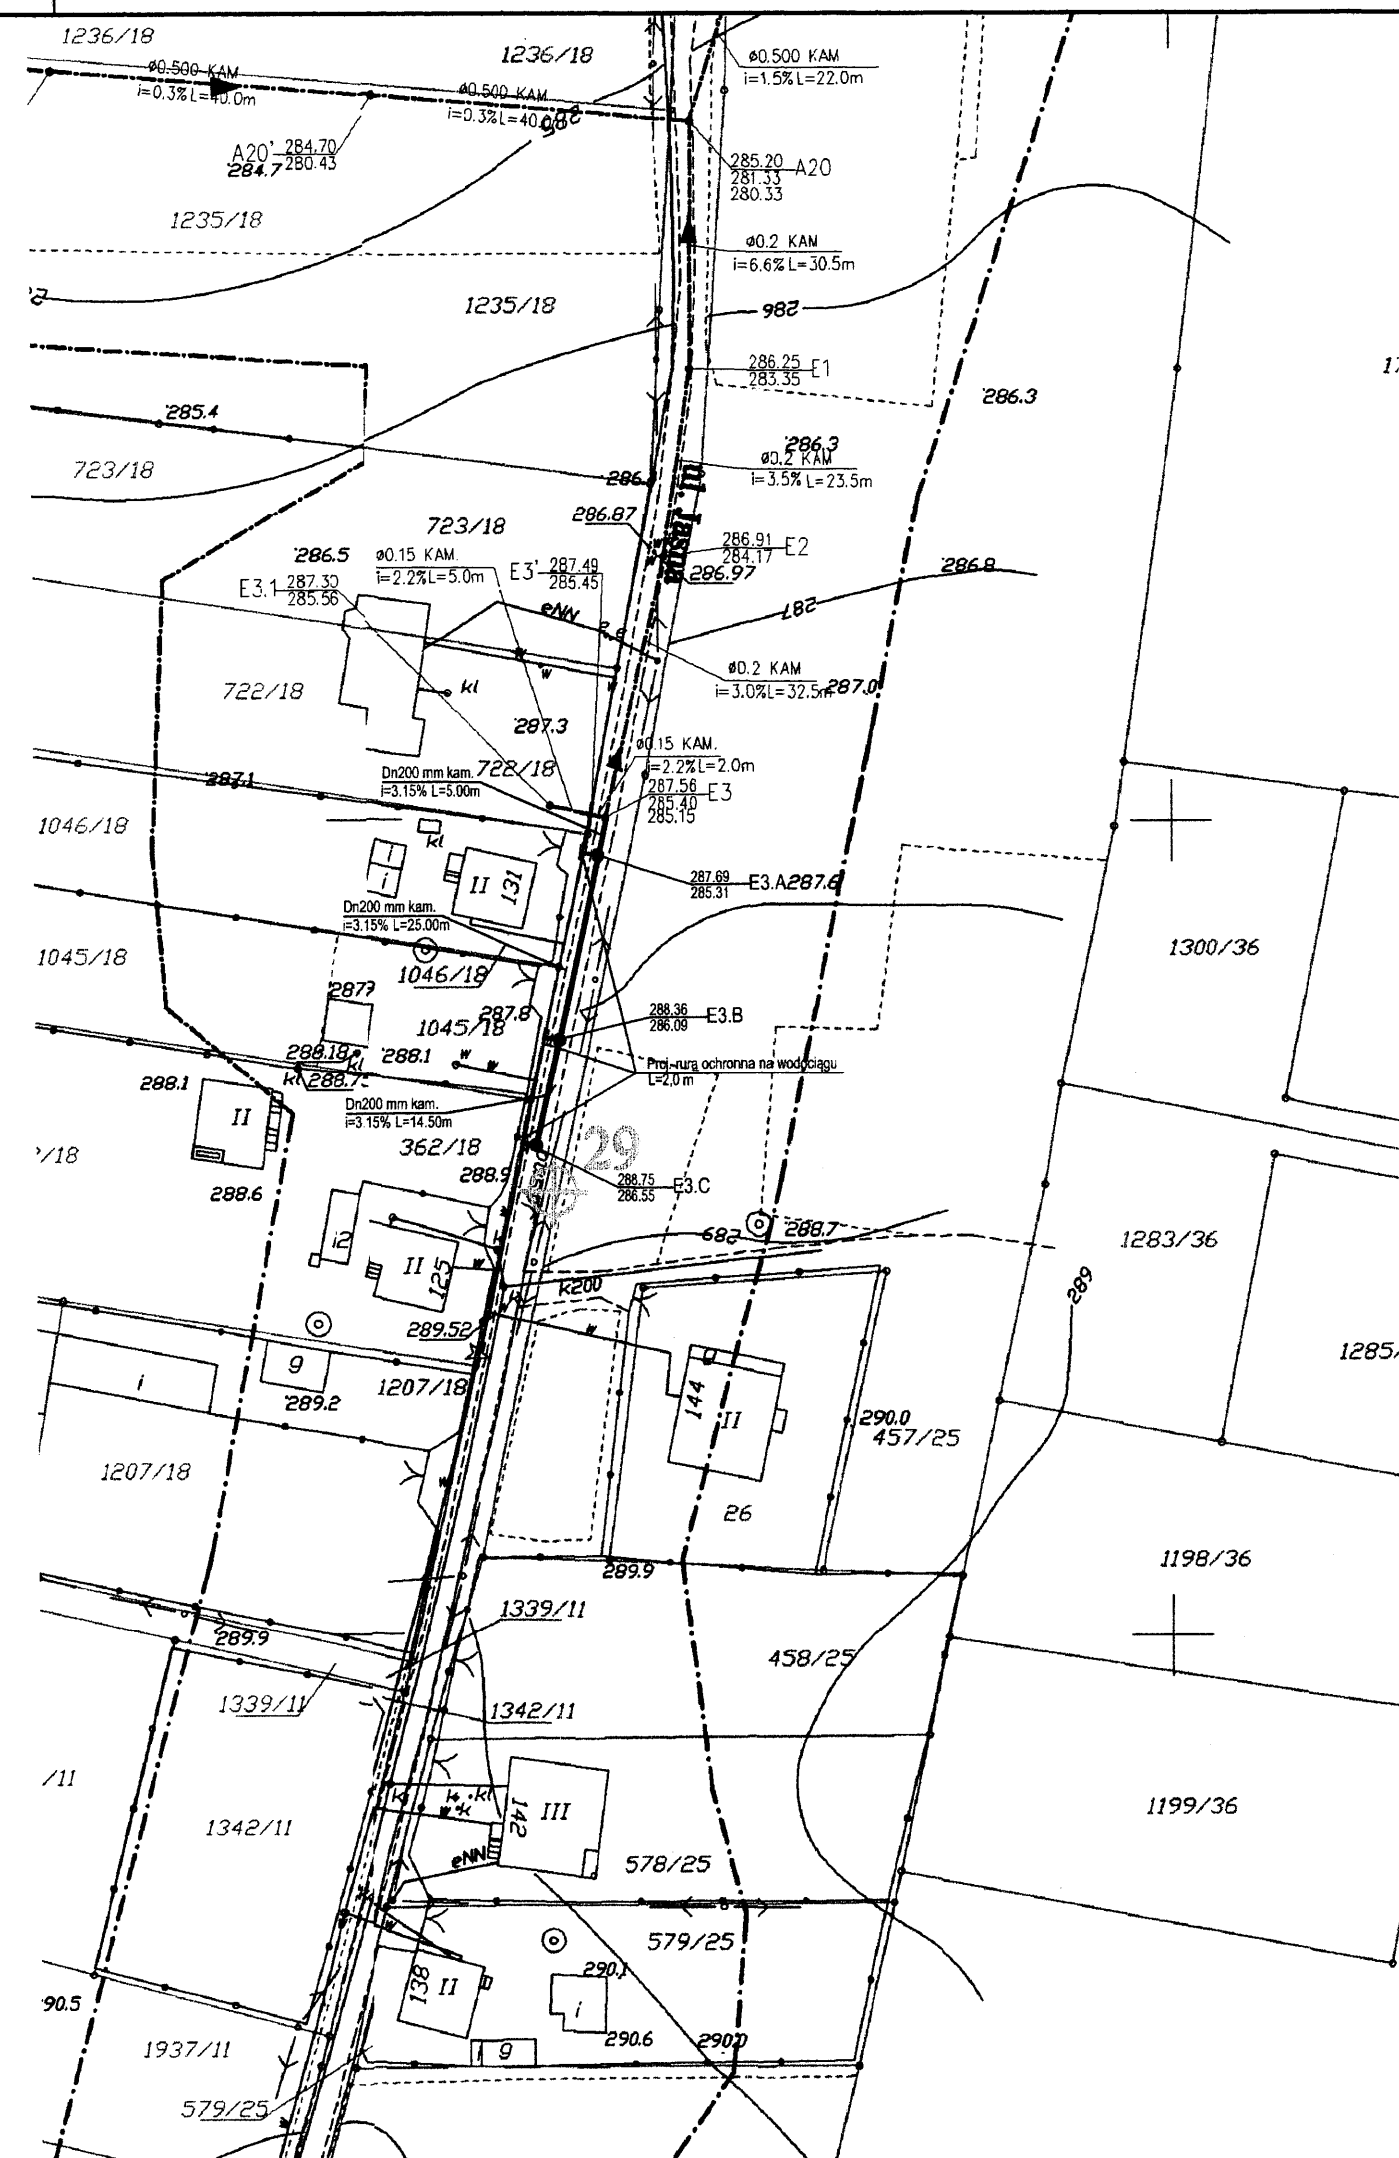 1236/18
1236/18
ø0.500 KAM
i=0.3% L=40.0m
ø0.500 KAM
ø0.500 KAM
i=1.5% L=22.0m
A20' 284.70
280.43
284.7
285.20 A20
281.33
280.33
1235/18
ø0.2 KAM
i=6.6% L=30.5m
1235/18
286
286.25 E1
283.35
286.3
285.4
723/18
286.3
ø0.2 KAM
i=3.5% L=23.5m
ul. Jasna
286.87
723/18
286.91 E2
284.17
286.97
286.8
286.5
ø0.15 KAM.
i=2.2% L=5.0m
E3' 287.49
285.45
E3.1 287.30
285.56
eNN
287
722/18
kl
w
w
w
ø0.2 KAM
i=3.0% L=32.5m
287.0
287.3
ø0.15 KAM.
i=2.2% L=2.0m
722/18
Dn200 mm kam.
i=3.15% L=5.00m
287.1
287.56 E3
285.40
285.15
1046/18
kl
i
i
II
131
287.69 E3.A
285.31
287.6
Dn200 mm kam.
i=3.15% L=25.00m
1045/18
1046/18
1300/36
287.8
1045/18
288.36 E3.B
286.09
288.18
kl
288.1
w
w
Proj. rura ochronna na wodociągu
L=2,0 m
288.1
kl
II
Dn200 mm kam.
i=3.15% L=14.50m
362/18
29
288.9
288.75 E3.C
286.55
288.6
i2
II
125
w
289
288.7
1283/36
k200
289
289.52
w
g
i
289.2
1207/18
g
144
II
290.0
457/25
1285/
1207/18
w
26
289.9
1198/36
1339/11
289.9
458/25
1339/11
1342/11
/11
k
k
kl
w
k
142
III
1199/36
1342/11
eNN
578/25
579/25
w
290.1
138
II
i
90.5
290.6
290.0
g
1937/11
579/25
w